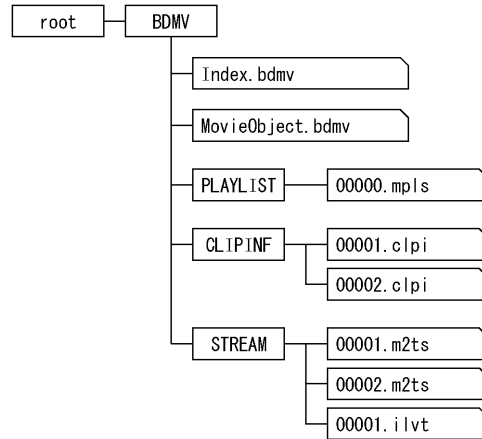 root
BDMV
Index.bdmv
MovieObject.bdmv
PLAYLIST
00000.mpls
CLIPINF
00001.clpi
00002.clpi
STREAM
00001.m2ts
00002.m2ts
00001.ilvt